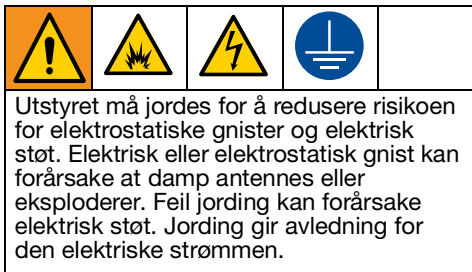 Utstyret må jordes for å redusere risikoen
for elektrostatiske gnister og elektrisk
støt. Elektrisk eller elektrostatisk gnist kan
forårsake at damp antennes eller
eksploderer. Feil jording kan forårsake
elektrisk støt. Jording gir avledning for
den elektriske strømmen.